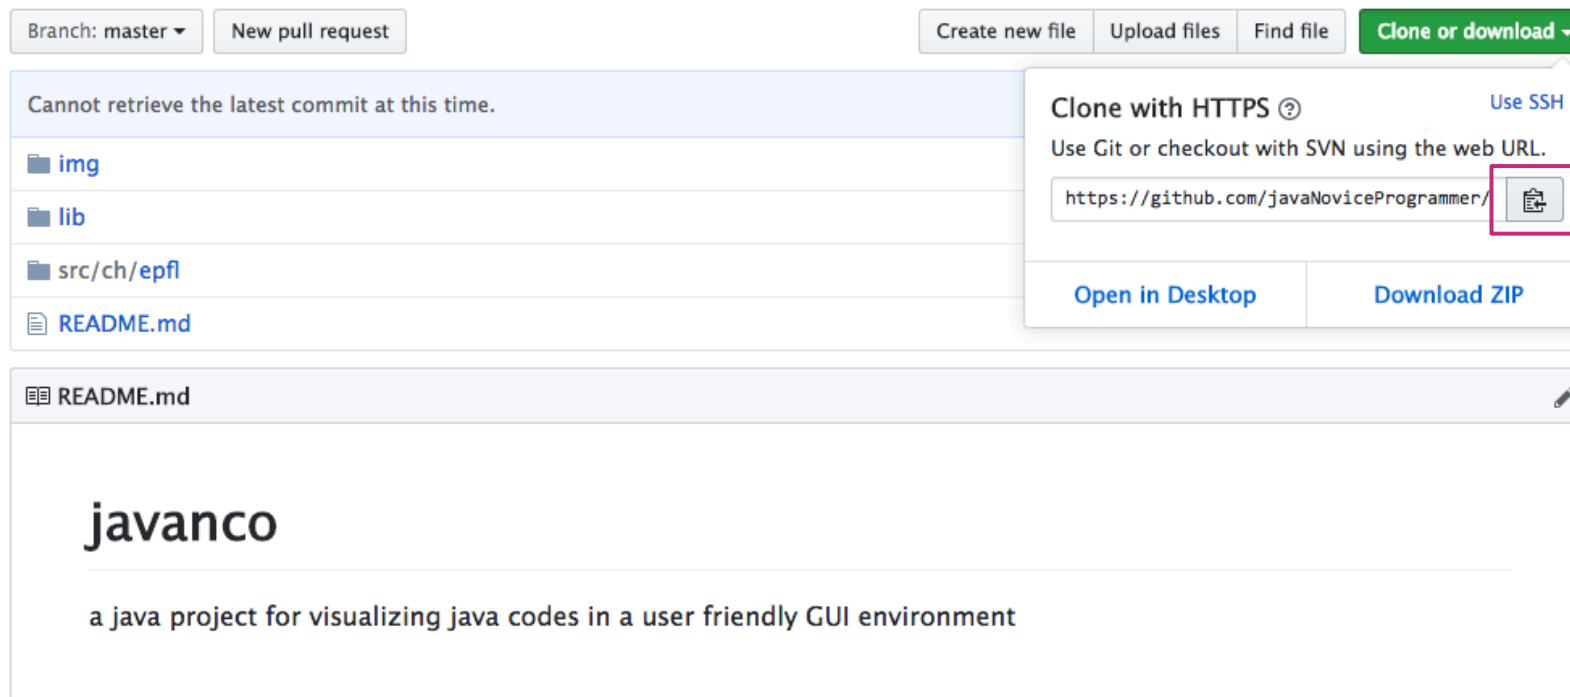 Branch: master
New pull request
Create new file
Upload files
Find file
Clone or download
Cannot retrieve the latest commit at this time.
Clone with HTTPS
Use SSH
Use Git or checkout with SVN using the web URL.
https://github.com/javaNoviceProgrammer/
Open in Desktop
Download ZIP
img
lib
src/ch/epfl
README.md
README.md
javanco
a java project for visualizing java codes in a user friendly GUI environment